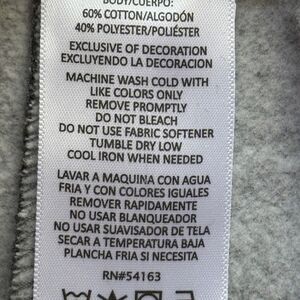 BODY/CUERPO:
60% COTTON/ALGODÓN
40% POLYESTER/POLIÉSTER
EXCLUSIVE OF DECORATION
EXCLUYENDO LA DECORACION
MACHINE WASH COLD WITH
LIKE COLORS ONLY
REMOVE PROMPTLY
DO NOT BLEACH
DO NOT USE FABRIC SOFTENER
TUMBLE DRY LOW
COOL IRON WHEN NEEDED
LAVAR A MAQUINA CON AGUA
FRIA Y CON COLORES IGUALES
REMOVER RAPIDAMENTE
NO USAR BLANQUEADOR
NO USAR SUAVISADOR DE TELA
SECAR A TEMPERATURA BAJA
PLANCHA FRIA SI NECESITA
RN#54163